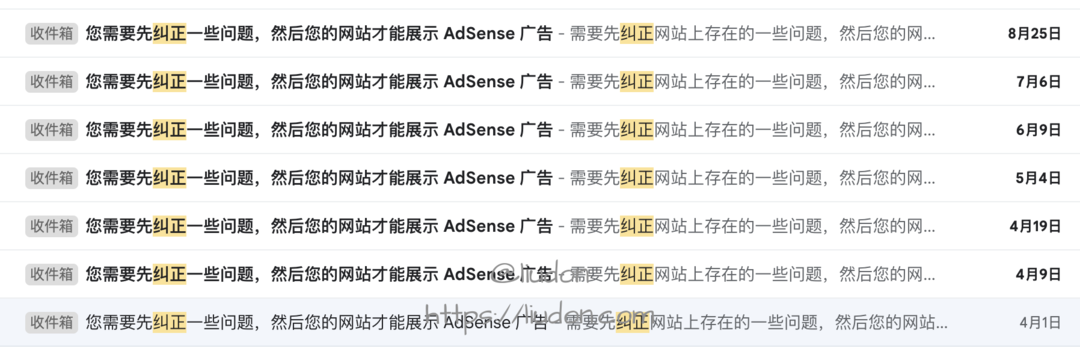 收件箱 您需要先纠正一些问题，然后您的网站才能展示 AdSense 广告 - 需要先纠正网站上存在的一些问题，然后您的网... 8月25日
收件箱 您需要先纠正一些问题，然后您的网站才能展示 AdSense 广告 - 需要先纠正网站上存在的一些问题，然后您的网... 7月6日
收件箱 您需要先纠正一些问题，然后您的网站才能展示 AdSense 广告 - 需要先纠正网站上存在的一些问题，然后您的网... 6月9日
收件箱 您需要先纠正一些问题，然后您的网站才能展示 AdSense 广告 - 需要先纠正网站上存在的一些问题，然后您的网... 5月4日
收件箱 您需要先纠正一些问题，然后您的网站才能展示 AdSense 广告 - 需要先纠正网站上存在的一些问题，然后您的网... 4月19日
收件箱 您需要先纠正一些问题，然后您的网站才能展示 AdSense 广告 - 需要先纠正网站上存在的一些问题，然后您的网... 4月9日
@liudon
收件箱 您需要先纠正一些问题，然后您的网站才能展示 AdSense 广告 - 需要先纠正网站上存在的一些问题，然后您的网站... 4月1日
https://liudon.com